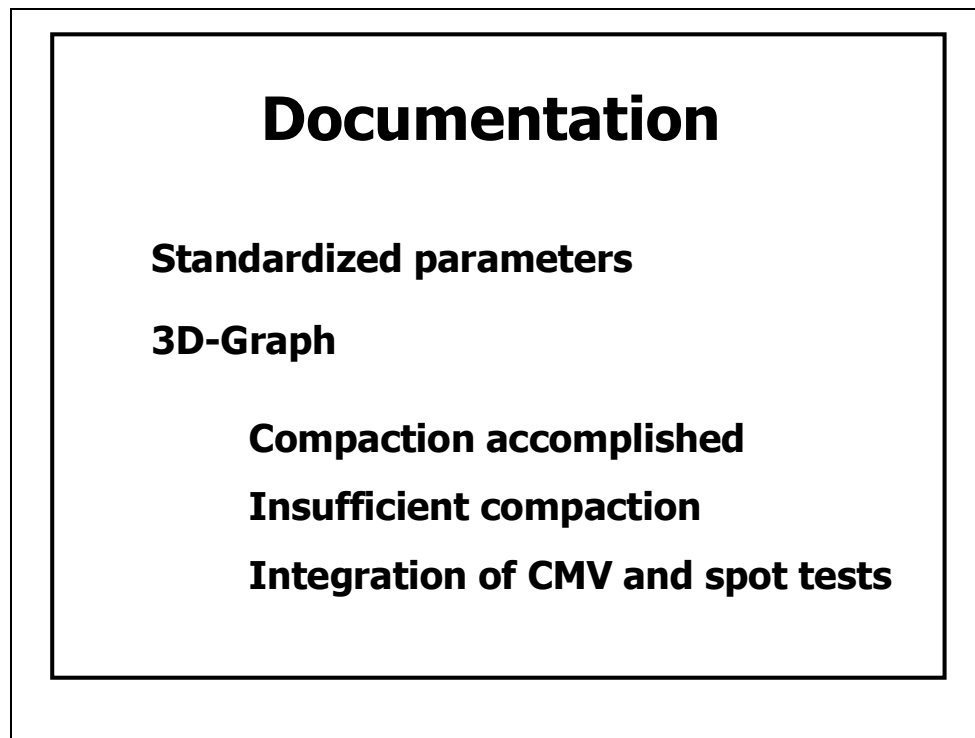 Documentation
Standardized parameters
3D-Graph
Compaction accomplished
Insufficient compaction
Integration of CMV and spot tests